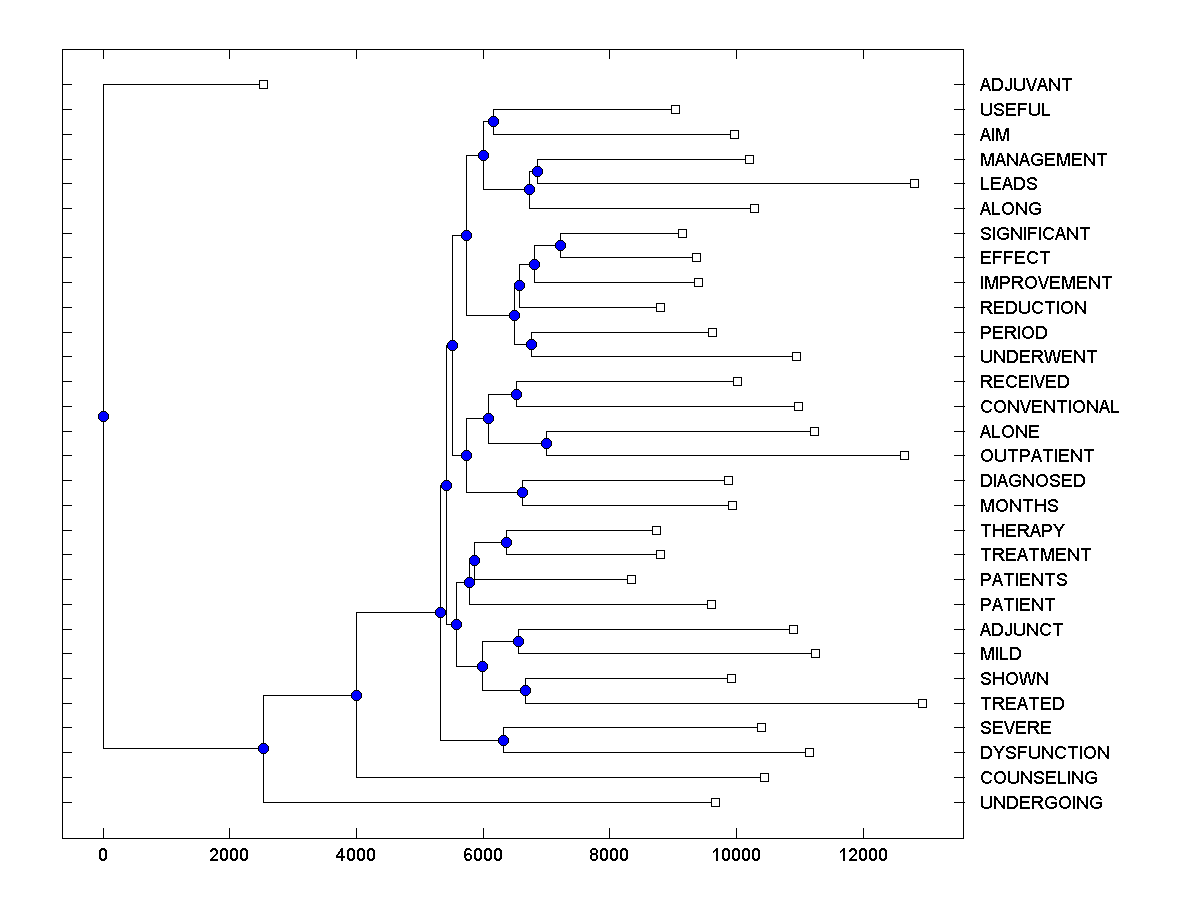 ADJUVANT
USEFUL
AIM
MANAGEMENT
LEADS
ALONG
SIGNIFICANT
EFFECT
IMPROVEMENT
REDUCTION
PERIOD
UNDERWENT
RECEIVED
CONVENTIONAL
ALONE
OUTPATIENT
DIAGNOSED
MONTHS
THERAPY
TREATMENT
PATIENTS
PATIENT
ADJUNCT
MILD
SHOWN
TREATED
SEVERE
DYSFUNCTION
COUNSELING
UNDERGOING
0 2000 4000 6000 8000 10000 12000